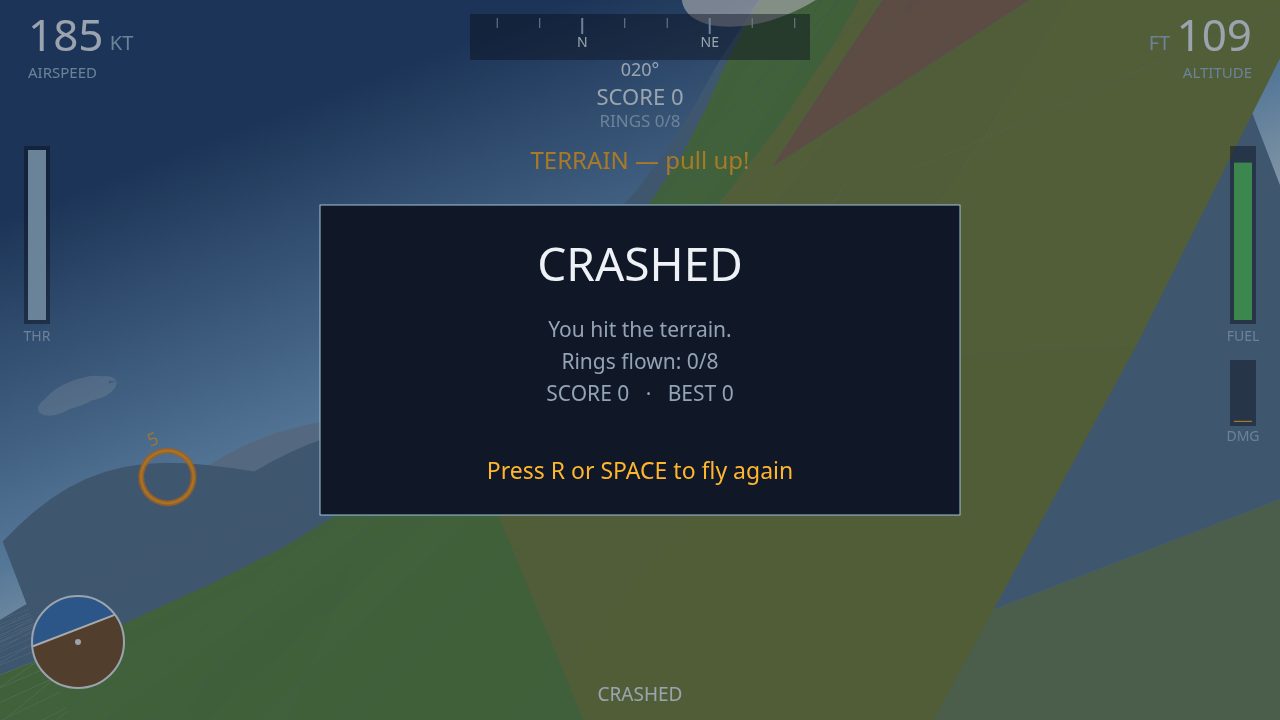 185 KT
AIRSPEED
N NE
020°
SCORE 0
RINGS 0/8
TERRAIN — pull up!
FT 109
ALTITUDE
THR
FUEL
DMG
5
CRASHED
You hit the terrain.
Rings flown: 0/8
SCORE 0 · BEST 0
Press R or SPACE to fly again
CRASHED